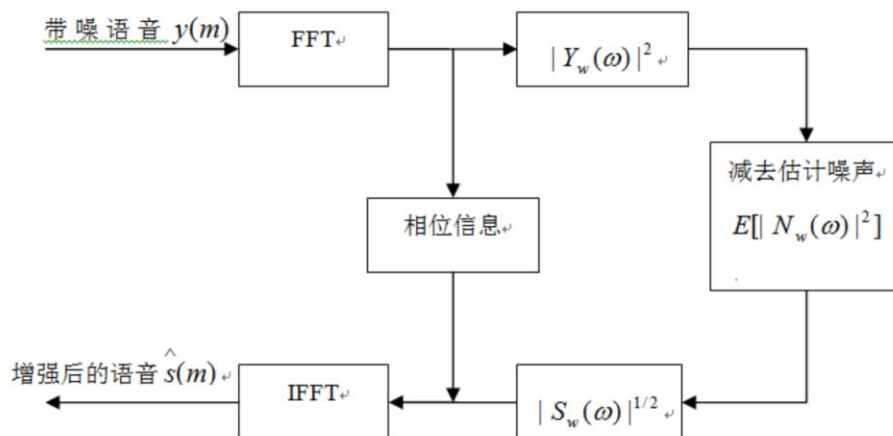 带噪语音 y(m)
FFT
|Y_w(ω)|²
减去估计噪声
E[|N_w(ω)|²]
相位信息
增强后的语音 ŝ(m)
IFFT
|S_w(ω)|^{1/2}